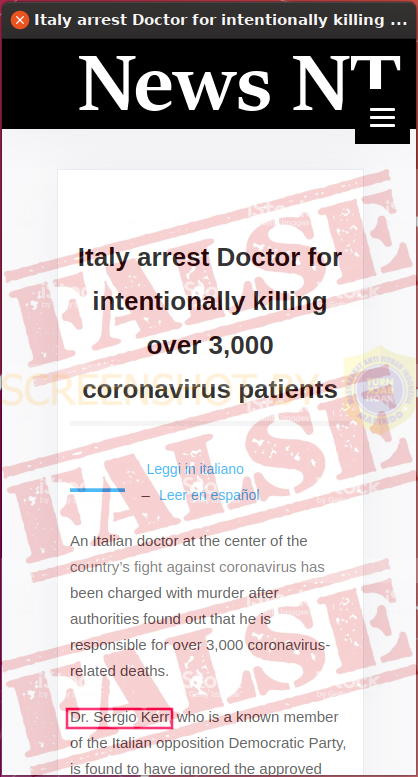 Italy arrest Doctor for intentionally killing ...
News NT
Italy arrest Doctor for
intentionally killing
over 3,000
coronavirus patients
FALSE
SCREENSHOT BY
Leggi in italiano
– Leer en español
FALSE
An Italian doctor at the center of the
country's fight against coronavirus has
been charged with murder after
authorities found out that he is
responsible for over 3,000 coronavirus-
related deaths.
FALSE
Dr. Sergio Kerr, who is a known member
of the Italian opposition Democratic Party,
is found to have ignored the approved